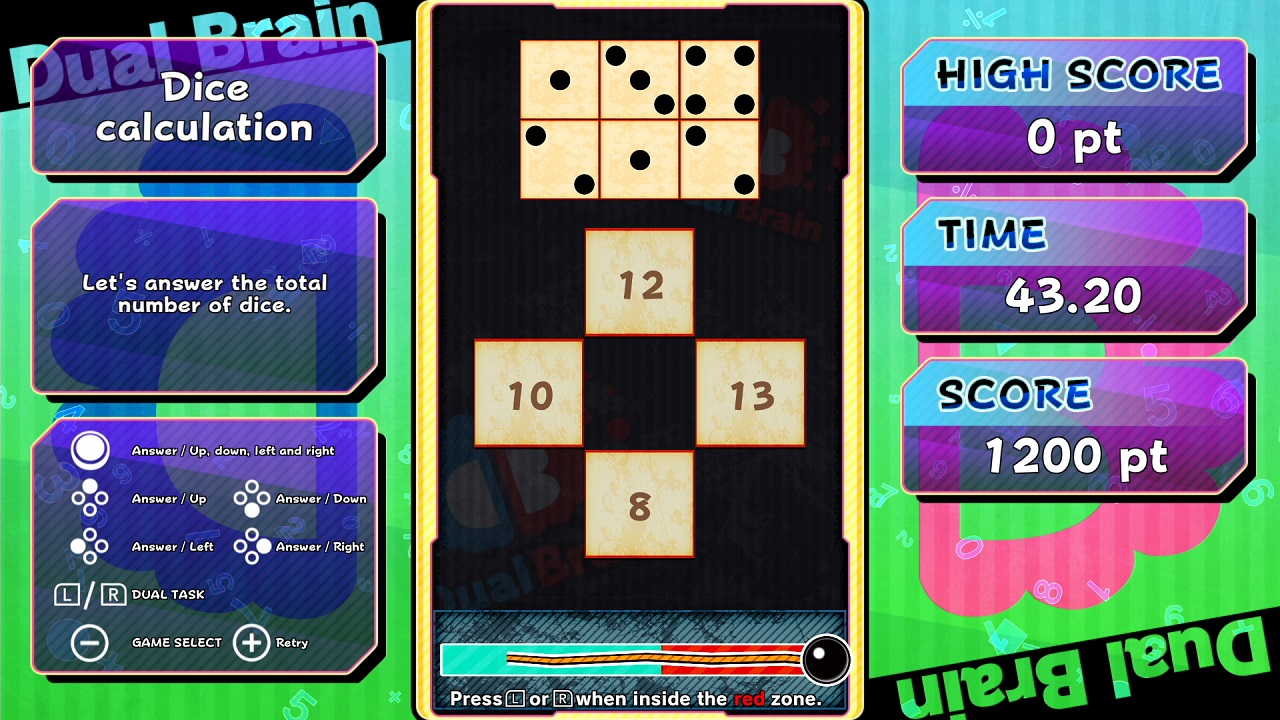 Dual Brain
Dice
calculation
Let's answer the total
number of dice.
Answer / Up, down, left and right
Answer / Up
Answer / Down
Answer / Left
Answer / Right
L / R DUAL TASK
GAME SELECT
Retry
12
10
13
8
Press L or R when inside the red zone.
HIGH SCORE
0 pt
TIME
43.20
SCORE
1200 pt
Dual Brain